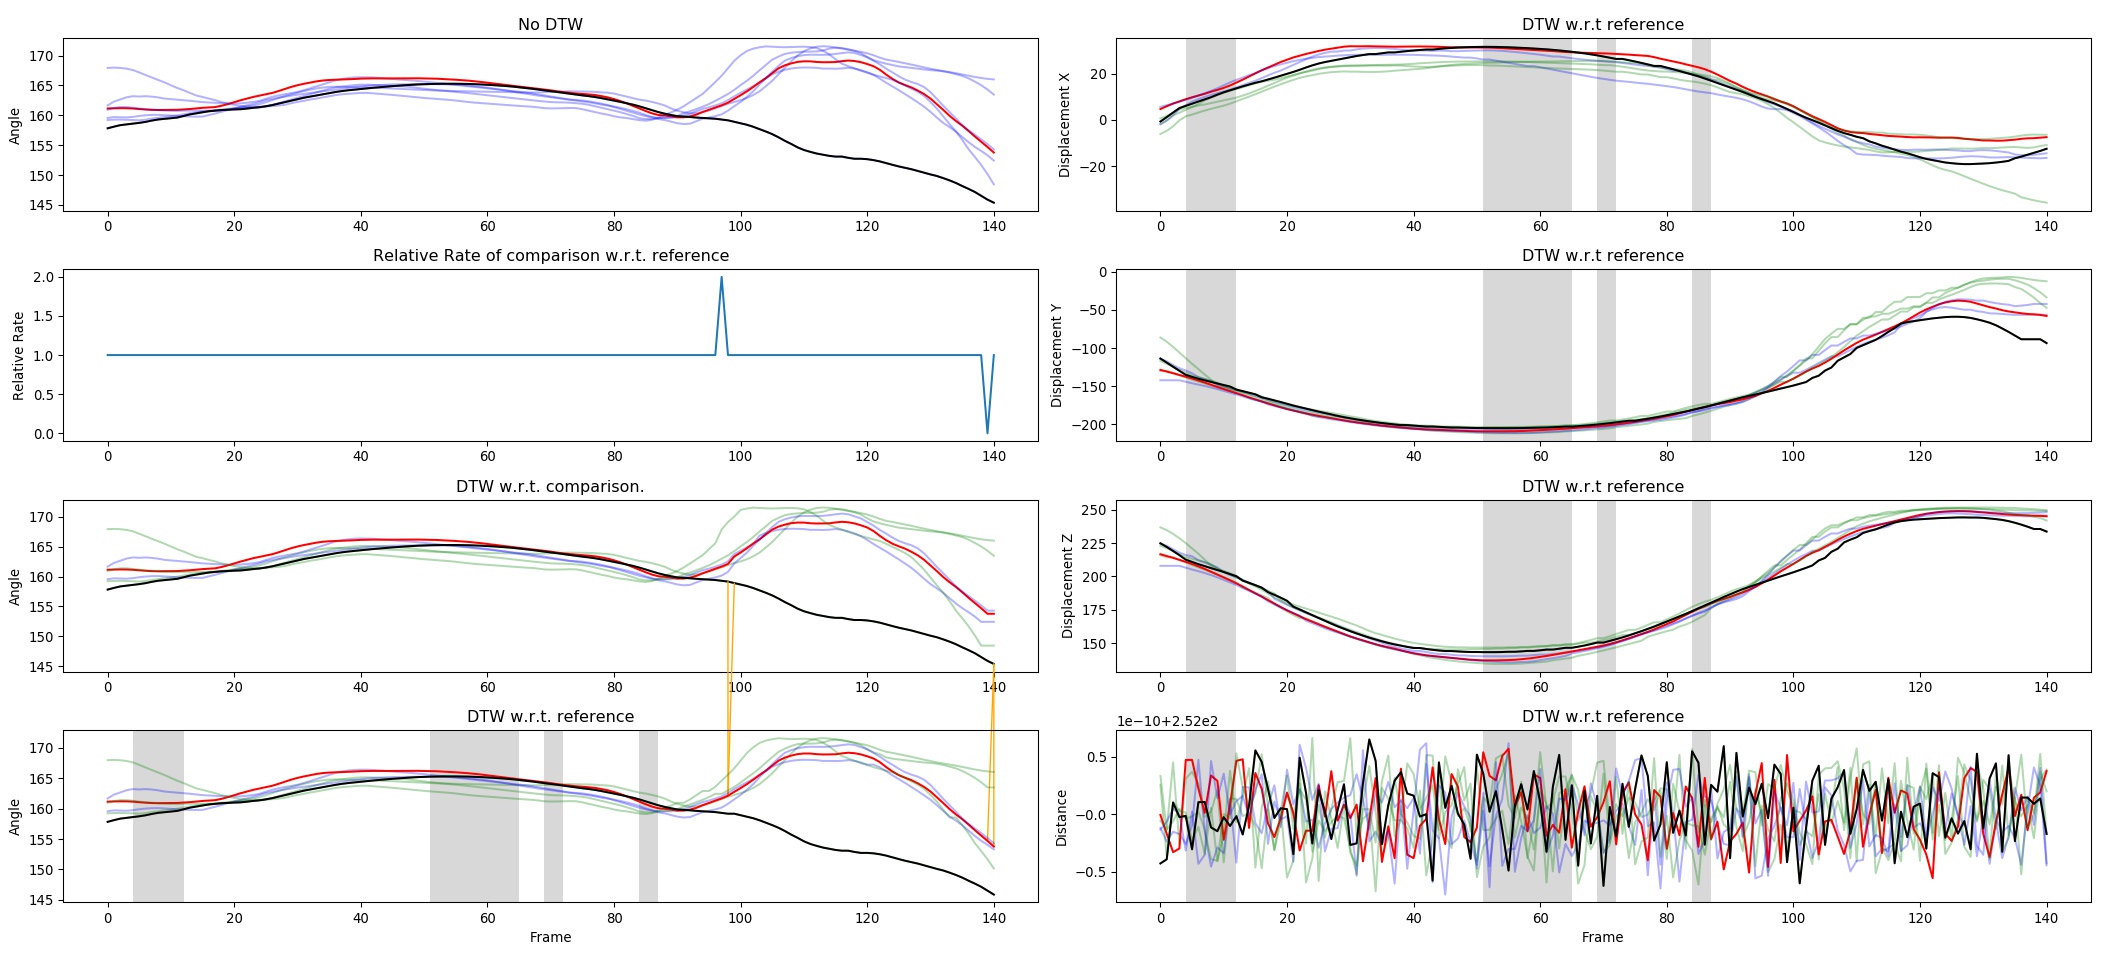 No DTW
Angle
170
165
160
155
150
145
0 20 40 60 80 100 120 140
Relative Rate of comparison w.r.t. reference
Relative Rate
2.0
1.5
1.0
0.5
0.0
0 20 40 60 80 100 120 140
DTW w.r.t. comparison.
Angle
170
165
160
155
150
145
0 20 40 60 80 100 120 140
DTW w.r.t. reference
Angle
170
165
160
155
150
145
0 20 40 60 80 100 120 140
Frame
DTW w.r.t reference
Displacement X
20
0
−20
0 20 40 60 80 100 120 140
DTW w.r.t reference
Displacement Y
0
−50
−100
−150
−200
0 20 40 60 80 100 120 140
DTW w.r.t reference
Displacement Z
250
225
200
175
150
0 20 40 60 80 100 120 140
1e−10+2.52e2
DTW w.r.t reference
Distance
0.5
−0.0
−0.5
0 20 40 60 80 100 120 140
Frame